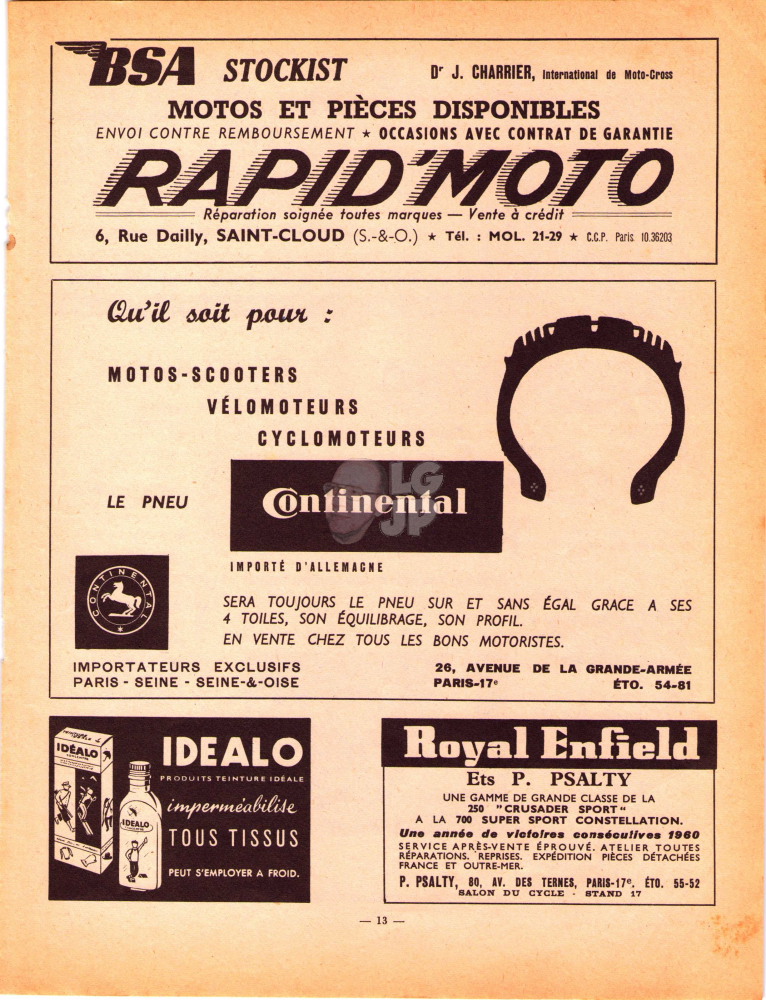 BSA STOCKIST Dr J. CHARRIER, International de Moto-Cross
MOTOS ET PIÈCES DISPONIBLES
ENVOI CONTRE REMBOURSEMENT ★ OCCASIONS AVEC CONTRAT DE GARANTIE
RAPID'MOTO
Réparation soignée toutes marques — Vente à crédit
6, Rue Dailly, SAINT-CLOUD (S.-&-O.) ★ Tél. : MOL. 21-29 ★ C.C.P. Paris 10.36203
Qu'il soit pour :
MOTOS-SCOOTERS
VÉLOMOTEURS
CYCLOMOTEURS
LE PNEU Continental
LG
JP
IMPORTÉ D'ALLEMAGNE
CONTINENTAL
SERA TOUJOURS LE PNEU SUR ET SANS ÉGAL GRACE A SES
4 TOILES, SON ÉQUILIBRAGE, SON PROFIL.
EN VENTE CHEZ TOUS LES BONS MOTORISTES.
IMPORTATEURS EXCLUSIFS
PARIS - SEINE - SEINE-&-OISE
26, AVENUE DE LA GRANDE-ARMÉE
PARIS-17e ÉTO. 54-81
IDÉALO
IDEALO
IDEALO
PRODUITS TEINTURE IDÉALE
imperméabilise
TOUS TISSUS
PEUT S'EMPLOYER A FROID.
Royal Enfield
Ets P. PSALTY
UNE GAMME DE GRANDE CLASSE DE LA
250 "CRUSADER SPORT"
A LA 700 SUPER SPORT CONSTELLATION.
Une année de victoires consécutives 1960
SERVICE APRÈS-VENTE ÉPROUVÉ. ATELIER TOUTES
RÉPARATIONS. REPRISES. EXPÉDITION PIÈCES DÉTACHÉES
FRANCE ET OUTRE-MER.
P. PSALTY, 80, AV. DES TERNES, PARIS-17e. ÉTO. 55-52
SALON DU CYCLE - STAND 17
— 13 —